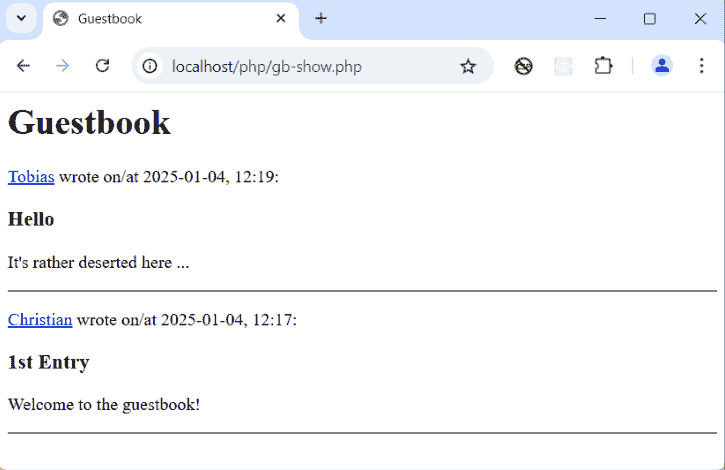 Guestbook
localhost/php/gb-show.php
Guestbook
Tobias wrote on/at 2025-01-04, 12:19:
Hello
It's rather deserted here ...
Christian wrote on/at 2025-01-04, 12:17:
1st Entry
Welcome to the guestbook!